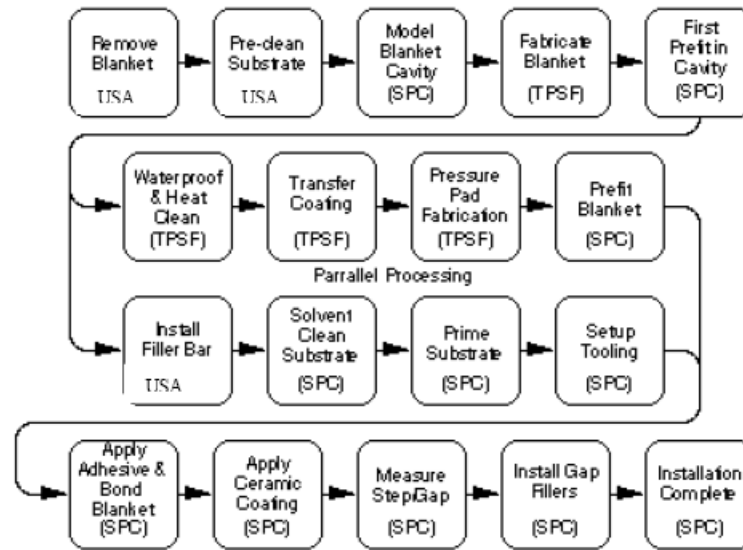 Remove
Blanket
USA
Pre-clean
Substrate
USA
Model
Blanket
Cavity
(SPC)
Fabricate
Blanket
(TPSF)
First
Prefit in
Cavity
(SPC)
Waterproof
& Heat
Clean
(TPSF)
Transfer
Coating
(TPSF)
Pressure
Pad
Fabrication
(TPSF)
Prefit
Blanket
(SPC)
Parrallel Processing
Install
Filler Bar
USA
Solvent
Clean
Substrate
(SPC)
Prime
Substrate
(SPC)
Setup
Tooling
(SPC)
Apply
Adhesive &
Bond
Blanket
(SPC)
Apply
Ceramic
Coating
(SPC)
Measure
Step/Gap
(SPC)
Install Gap
Fillers
(SPC)
Installation
Complete
(SPC)